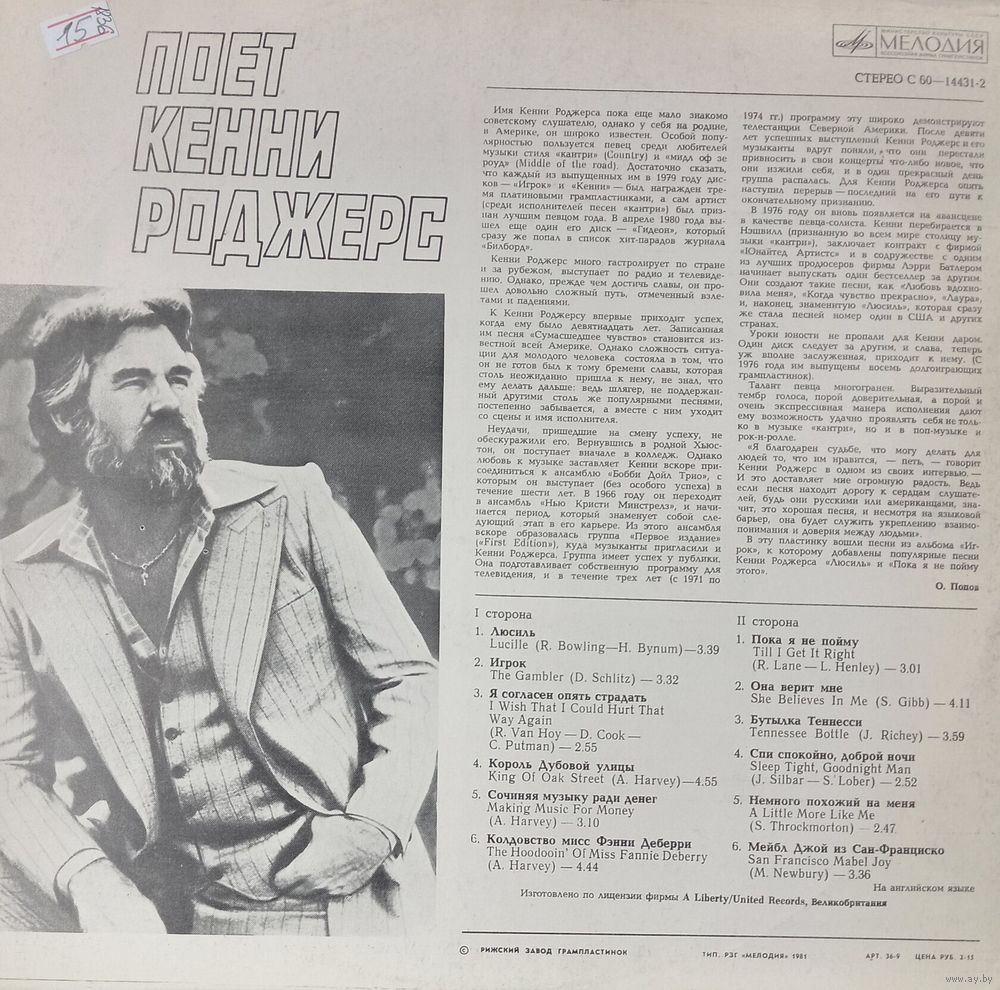 15
ПОЕТ
КЕННИ
РОДЖЕРС
МИНИСТЕРСТВО КУЛЬТУРЫ СССР
МЕЛОДИЯ
ВСЕСОЮЗНАЯ ФИРМА ГРАМПЛАСТИНОК
СТЕРЕО С 60—14431-2
Имя Кенни Роджерса пока еще мало знакомо
советскому слушателю, однако у себя на родине,
в Америке, он широко известен. Особой попу-
лярностью пользуется певец среди любителей
музыки стиля «кантри» (Country) и «мидл оф зе
роуд» (Middle of the road). Достаточно сказать,
что каждый из выпущенных им в 1979 году дис-
ков — «Игрок» и «Кенни» — был награжден тре-
мя платиновыми грампластинками, а сам артист
(среди исполнителей песен «кантри») был приз-
нан лучшим певцом года. В апреле 1980 года вы-
шел еще один его диск — «Гидеон», который
сразу же попал в список хит-парадов журнала
«Билборд».
Кенни Роджерс много гастролирует по стране
и за рубежом, выступает по радио и телевиде-
нию. Однако, прежде чем достичь славы, он про-
шел довольно сложный путь, отмеченный взле-
тами и падениями.
К Кенни Роджерсу впервые приходит успех,
когда ему было девятнадцать лет. Записанная
им песня «Сумасшедшее чувство» становится из-
вестной всей Америке. Однако сложность ситуа-
ции для молодого человека состояла в том, что
он не готов был к тому бремени славы, которая
столь неожиданно пришла к нему, не знал, что
ему делать дальше: ведь шлягер, не поддержан-
ный другими столь же популярными песнями,
постепенно забывается, а вместе с ним уходит
со сцены и имя исполнителя.
Неудачи, пришедшие на смену успеху, не
обескуражили его. Вернувшись в родной Хьюс-
тон, он поступает вначале в колледж. Однако
любовь к музыке заставляет Кенни вскоре при-
соединиться к ансамблю «Бобби Дойл Трио», с
которым он выступает (без особого успеха) в
течение шести лет. В 1966 году он переходит
в ансамбль «Нью Кристи Минстрелз», и начи-
нается период, который знаменует собой сле-
дующий этап в его карьере. Из этого ансамбля
вскоре образовалась группа «Первое издание»
(«First Edition»), куда музыканты пригласили и
Кенни Роджерса. Группа имеет успех у публики.
Она подготавливает собственную программу для
телевидения, и в течение трех лет (с 1971 по
1974 гг.) программу эту широко демонстрируют
телестанции Северной Америки. После девяти
лет успешных выступлений Кенни Роджерс и его
музыканты вдруг поняли, что они перестали
привносить в свои концерты что-либо новое, что
они изжили себя, и в один прекрасный день
группа распалась. Для Кенни Роджерса опять
наступил перерыв — последний на его пути к
окончательному признанию.
В 1976 году он вновь появляется на авансцене
в качестве певца-солиста. Кенни перебирается в
Нэшвилл (признанную во всем мире столицу му-
зыки «кантри»), заключает контракт с фирмой
«Юнайтед Артистс» и в содружестве с одним
из лучших продюсеров фирмы Лэрри Батлером
начинает выпускать один бестселлер за другим.
Они создают такие песни, как «Любовь вдохно-
вила меня», «Когда чувство прекрасно», «Лаура»,
и, наконец, знаменитую «Люсиль», которая сразу
же стала песней номер один в США и других
странах.
Уроки юности не пропали для Кенни даром.
Один диск следует за другим, и слава, теперь
уж вполне заслуженная, приходит к нему. (С
1976 года им выпущены восемь долгоиграющих
грампластинок).
Талант певца многогранен. Выразительный
тембр голоса, порой доверительная, а порой и
очень экспрессивная манера исполнения дают
ему возможность удачно проявлять себя не толь-
ко в музыке «кантри», но и в поп-музыке и
рок-н-ролле.
«Я благодарен судьбе, что могу делать для
людей то, что им нравится, — петь, — говорит
Кенни Роджерс в одном из своих интервью. —
И это доставляет мне огромную радость. Ведь
если песня находит дорогу к сердцам слушате-
лей, будь они русскими или американцами, зна-
чит, это хорошая песня, и несмотря на языковой
барьер, она будет служить укреплению взаимо-
понимания и доверия между людьми».
В эту пластинку вошли песни из альбома «Иг-
рок», к которому добавлены популярные песни
Кенни Роджерса «Люсиль» и «Пока я не пойму
этого».
О. Попов
I сторона
1. Люсиль
Lucille (R. Bowling—H. Bynum)—3.39
2. Игрок
The Gambler (D. Schlitz) — 3.32
3. Я согласен опять страдать
I Wish That I Could Hurt That
Way Again
(R. Van Hoy — D. Cook —
C. Putman) — 2.55
4. Король Дубовой улицы
King Of Oak Street (A. Harvey)—4.55
5. Сочиняя музыку ради денег
Making Music For Money
(A. Harvey) — 3.10
6. Колдовство мисс Фэнни Деберри
The Hoodooin' Of Miss Fannie Deberry
(A. Harvey) — 4.44
II сторона
1. Пока я не пойму
Till I Get It Right
(R. Lane — L. Henley) — 3.01
2. Она верит мне
She Believes In Me (S. Gibb) — 4.11
3. Бутылка Теннесси
Tennessee Bottle (J. Richey) — 3.59
4. Спи спокойно, доброй ночи
Sleep Tight, Goodnight Man
(J. Silbar — S. Lober) — 2.52
5. Немного похожий на меня
A Little More Like Me
(S. Throckmorton) — 2.47
6. Мейбл Джой из Сан-Франциско
San Francisco Mabel Joy
(M. Newbury) — 3.36
На английском языке
Изготовлено по лицензии фирмы A Liberty/United Records, Великобритания
© РИЖСКИЙ ЗАВОД ГРАМПЛАСТИНОК
ТИП. РЗГ «МЕЛОДИЯ» 1981
АРТ. 36-9 ЦЕНА РУБ. 2-15
www.ay.by